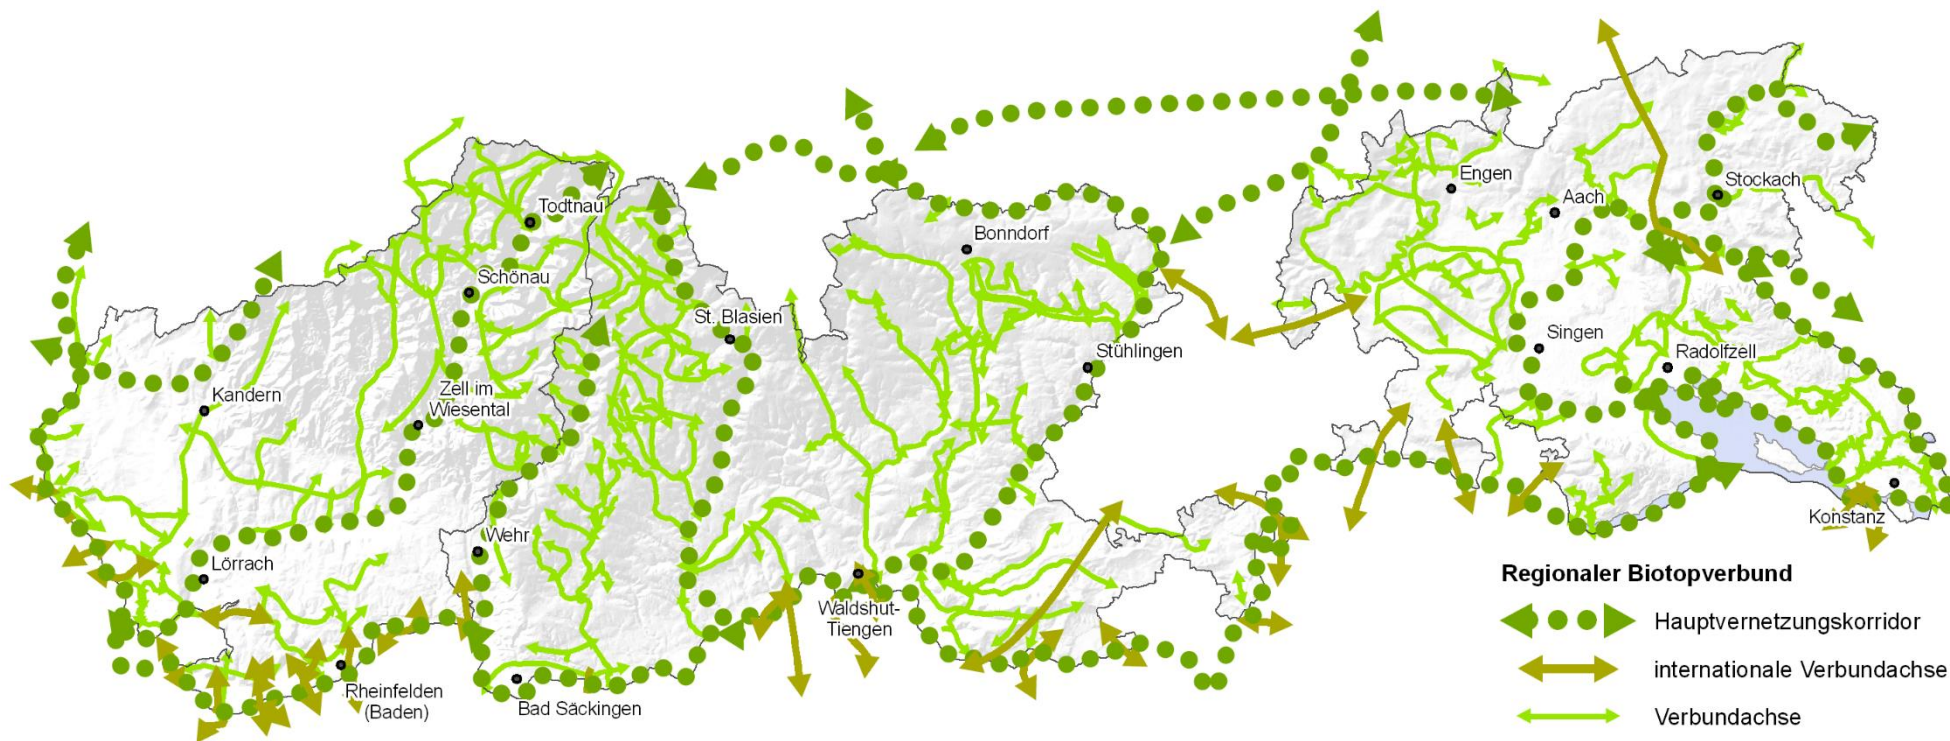 Engen
Stockach
Aach
Todtnau
Bonndorf
Schönau
St. Blasien
Singen
Stühlingen
Radolfzell
Kandern
Zell im
Wiesental
Konstanz
Wehr
Lörrach
Waldshut-
Tiengen
Rheinfelden
(Baden)
Bad Säckingen
Regionaler Biotopverbund
Hauptvernetzungskorridor
internationale Verbundachse
Verbundachse